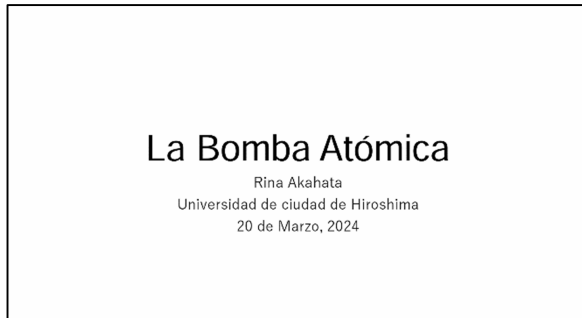 La Bomba Atómica
Rina Akahata
Universidad de ciudad de Hiroshima
20 de Marzo, 2024